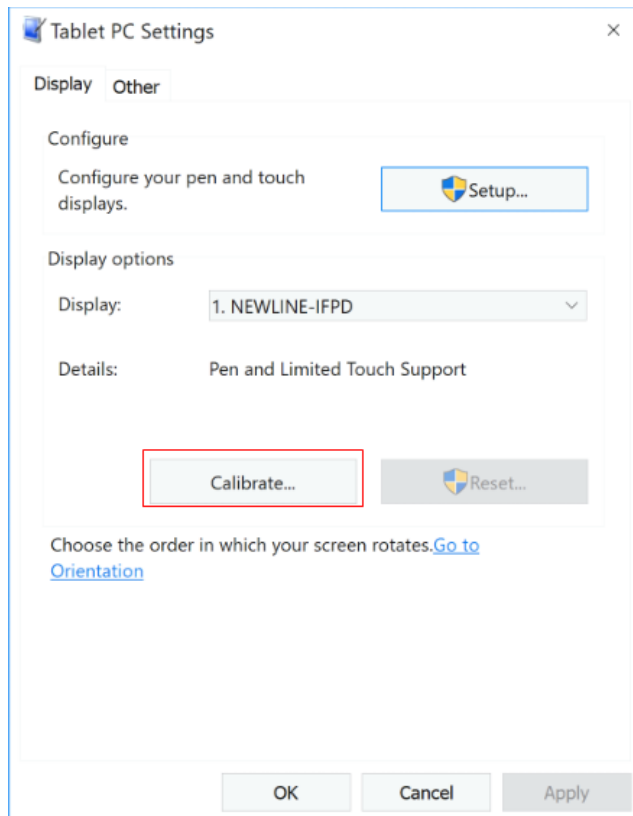 Tablet PC Settings
Display
Other
Configure
Configure your pen and touch
displays.
Setup...
Display options
Display:
1. NEWLINE-IFPD
Details:
Pen and Limited Touch Support
Calibrate...
Reset...
Choose the order in which your screen rotates.Go to
Orientation
OK
Cancel
Apply